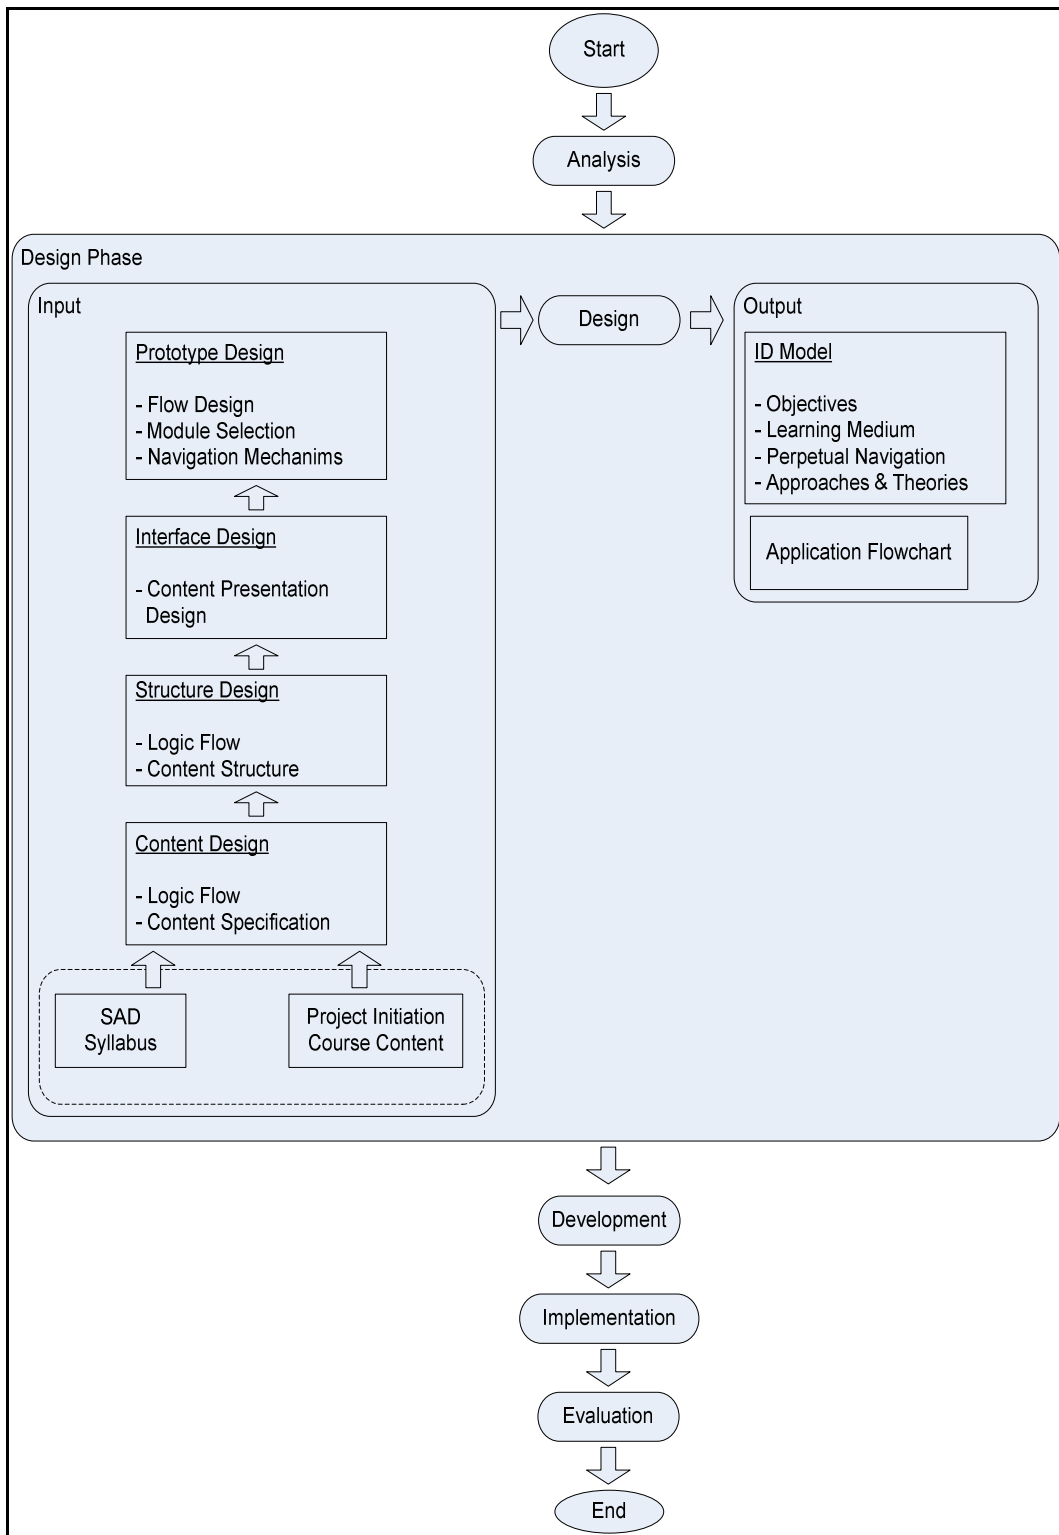 Start
Analysis
Design Phase
Input
Prototype Design
- Flow Design
- Module Selection
- Navigation Mechanims
Interface Design
- Content Presentation
Design
Structure Design
- Logic Flow
- Content Structure
Content Design
- Logic Flow
- Content Specification
SAD
Syllabus
Project Initiation
Course Content
Design
Output
ID Model
- Objectives
- Learning Medium
- Perpetual Navigation
- Approaches & Theories
Application Flowchart
Development
Implementation
Evaluation
End